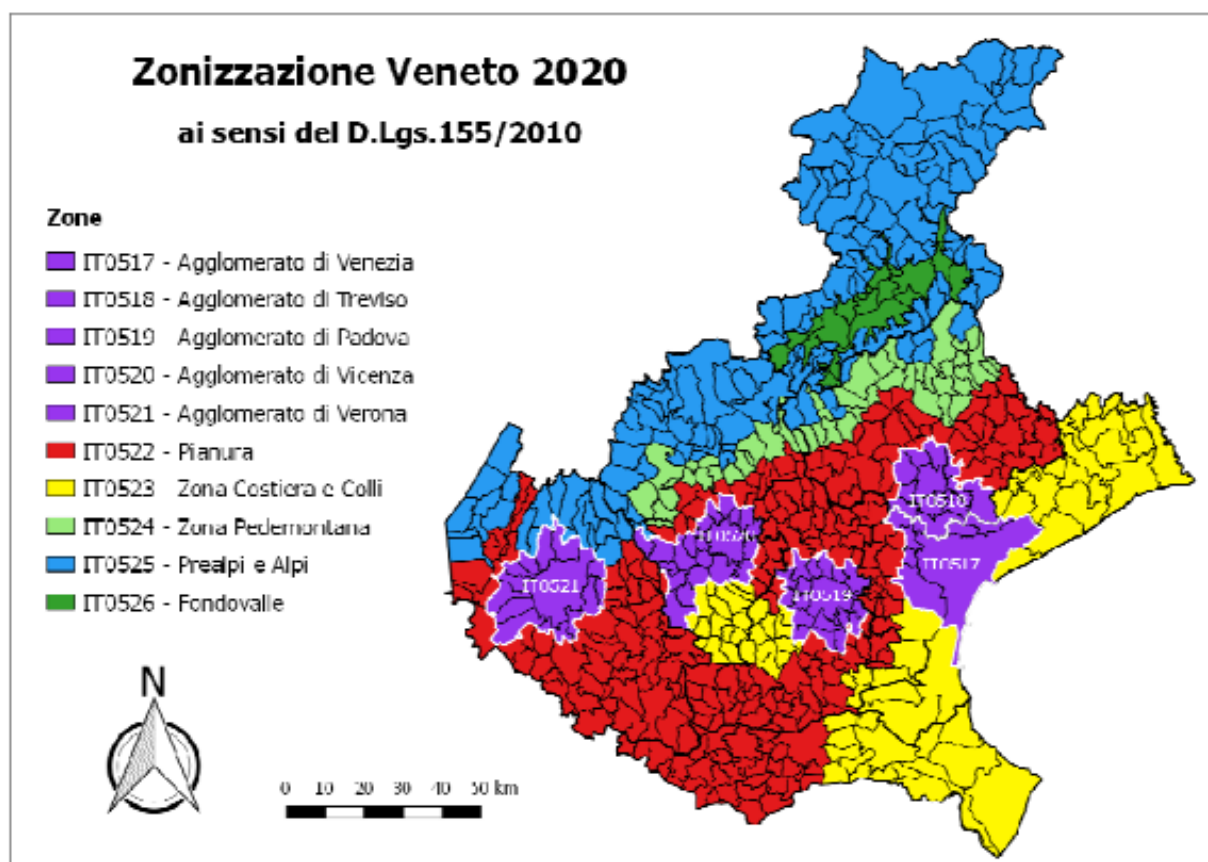 Zonizzazione Veneto 2020
ai sensi del D.Lgs.155/2010
Zone
IT0517 - Agglomerato di Venezia
IT0518 - Agglomerato di Treviso
IT0519 Agglomerato di Padova
IT0520 - Agglomerato di Vicenza
IT0521 - Agglomerato di Verona
IT0522 - Pianura
IT0523 Zona Costiera e Colli
IT0524 - Zona Pedemontana
IT0525 - Prealpi e Alpi
IT0526 - Fondovalle
IT0518
IT0520
IT0517
IT0521
IT0519
N
0 10 20 30 40 50 km